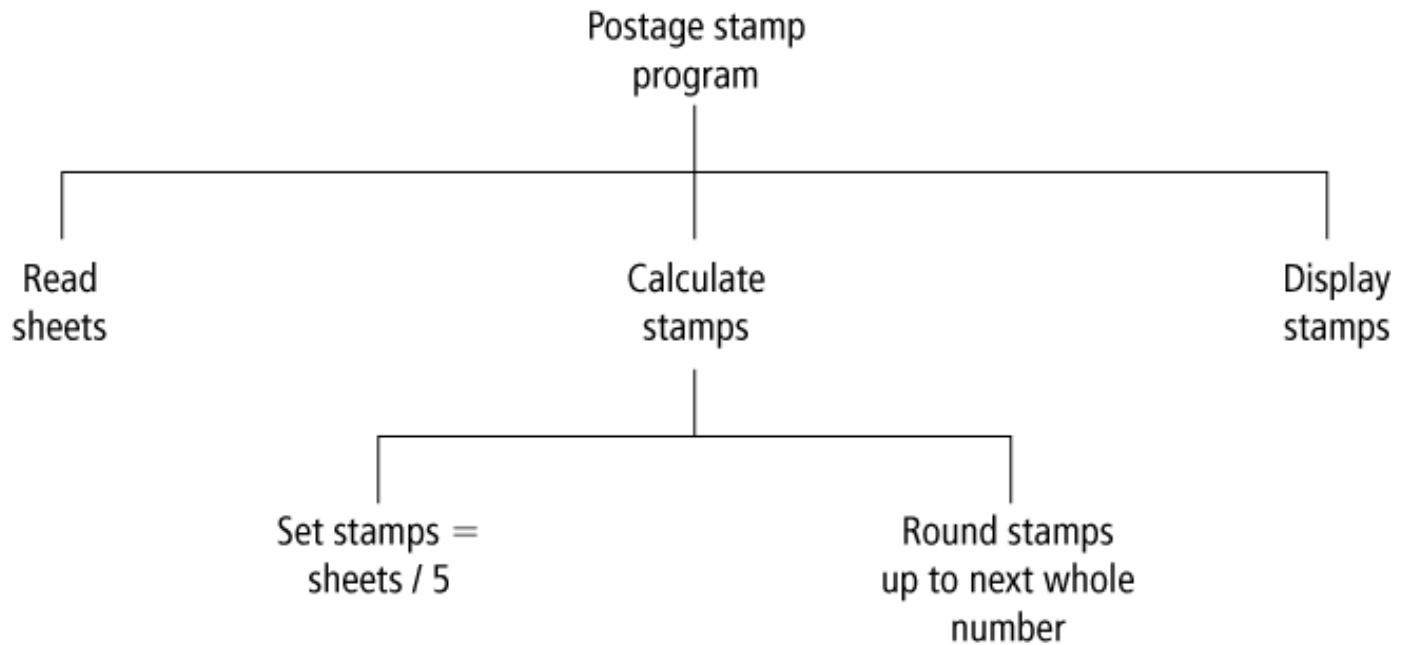 Postage stamp
program
Read
sheets
Calculate
stamps
Display
stamps
Set stamps =
sheets / 5
Round stamps
up to next whole
number